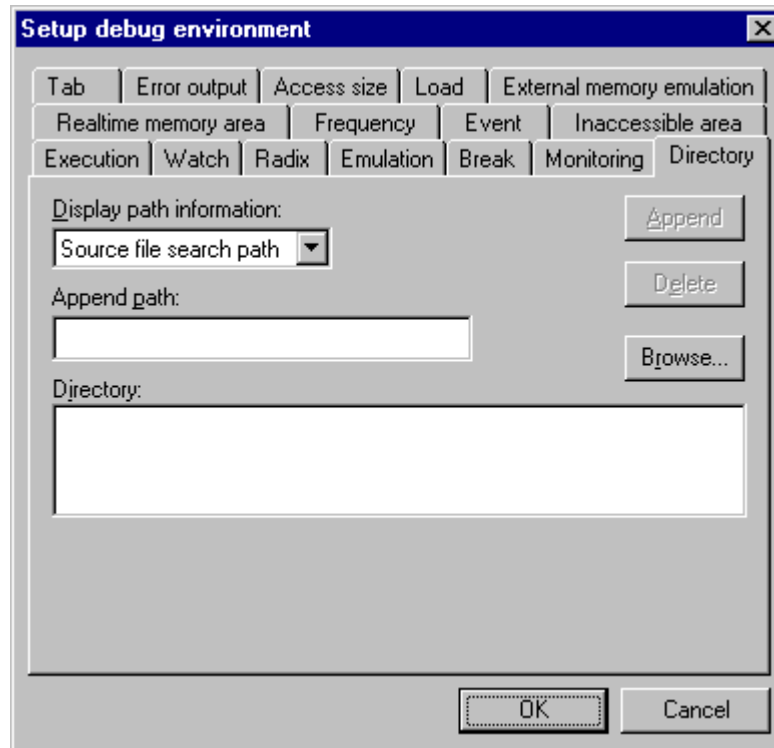 Setup debug environment
Tab Error output Access size Load External memory emulation
Realtime memory area Frequency Event Inaccessible area
Execution Watch Radix Emulation Break Monitoring Directory
Display path information:
Append
Source file search path
Delete
Append path:
Browse...
Directory:
OK Cancel